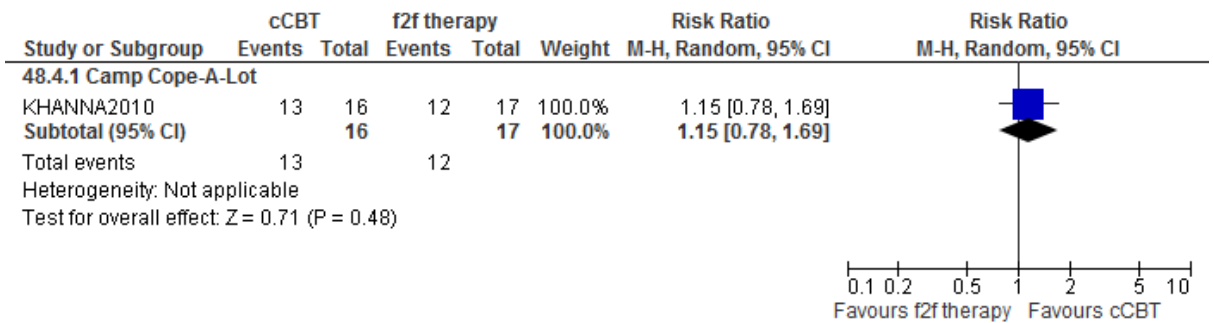 cCBT f2f therapy Risk Ratio Risk Ratio
Study or Subgroup Events Total Events Total Weight M-H, Random, 95% CI M-H, Random, 95% CI
48.4.1 Camp Cope-A-Lot
KHANNA2010 13 16 12 17 100.0% 1.15 [0.78, 1.69]
Subtotal (95% CI) 16 17 100.0% 1.15 [0.78, 1.69]
Total events 13 12
Heterogeneity: Not applicable
Test for overall effect: Z = 0.71 (P = 0.48)
0.1 0.2 0.5 1 2 5 10
Favours f2f therapy Favours cCBT